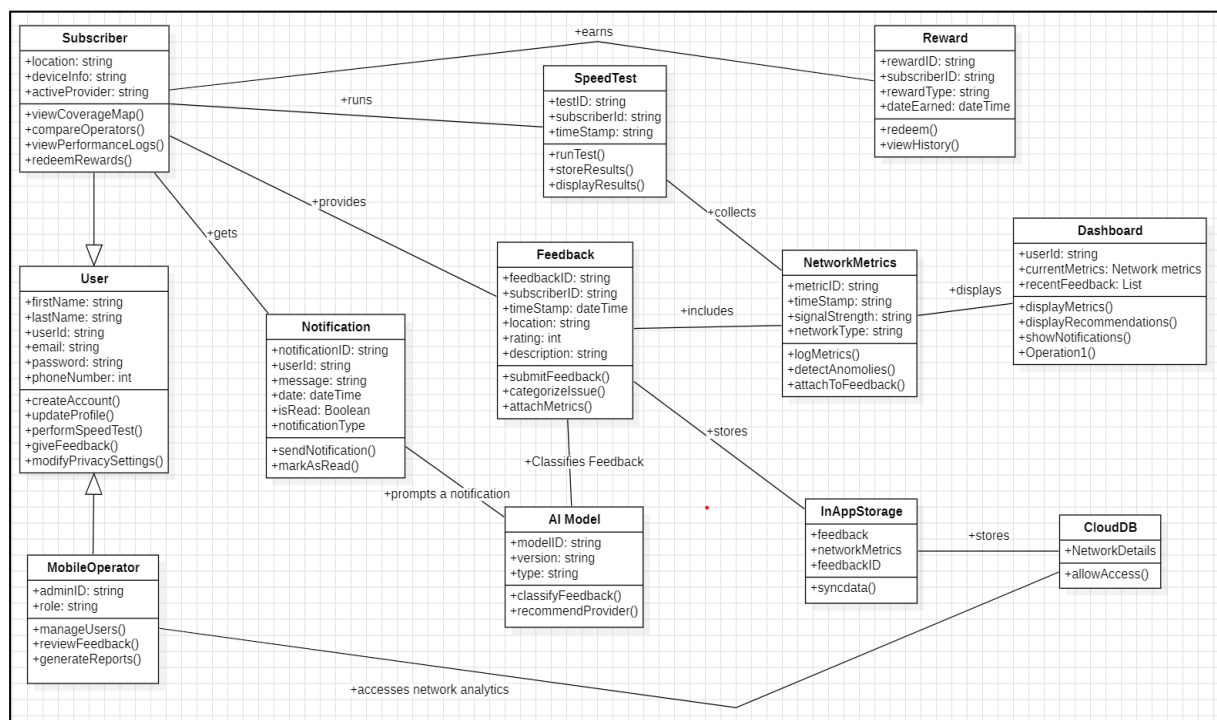 Subscriber
+location: string
+deviceInfo: string
+activeProvider: string
+viewCoverageMap()
+compareOperators()
+viewPerformanceLogs()
+redeemRewards()
+earns
Reward
+rewardID: string
+subscriberID: string
+rewardType: string
+dateEarned: dateTime
+redeem()
+viewHistory()
+runs
SpeedTest
+testID: string
+subscriberId: string
+timeStamp: string
+runTest()
+storeResults()
+displayResults()
+provides
+gets
+collects
User
+firstName: string
+lastName: string
+userId: string
+email: string
+password: string
+phoneNumber: int
+createAccount()
+updateProfile()
+performSpeedTest()
+giveFeedback()
+modifyPrivacySettings()
Notification
+notificationID: string
+userId: string
+message: string
+date: dateTime
+isRead: Boolean
+notificationType
+sendNotification()
+markAsRead()
Feedback
+feedbackID: string
+subscriberID: string
+timeStamp: dateTime
+location: string
+rating: int
+description: string
+submitFeedback()
+categorizeIssue()
+attachMetrics()
+includes
NetworkMetrics
+metricID: string
+timeStamp: string
+signalStrength: string
+networkType: string
+logMetrics()
+detectAnomolies()
+attachToFeedback()
+displays
Dashboard
+userId: string
+currentMetrics: Network metrics
+recentFeedback: List
+displayMetrics()
+displayRecommendations()
+showNotifications()
+Operation1()
+stores
+Classifies Feedback
+prompts a notification
AI Model
+modelID: string
+version: string
+type: string
+classifyFeedback()
+recommendProvider()
InAppStorage
+feedback
+networkMetrics
+feedbackID
+syncdata()
+stores
CloudDB
+NetworkDetails
+allowAccess()
MobileOperator
+adminID: string
+role: string
+manageUsers()
+reviewFeedback()
+generateReports()
+accesses network analytics